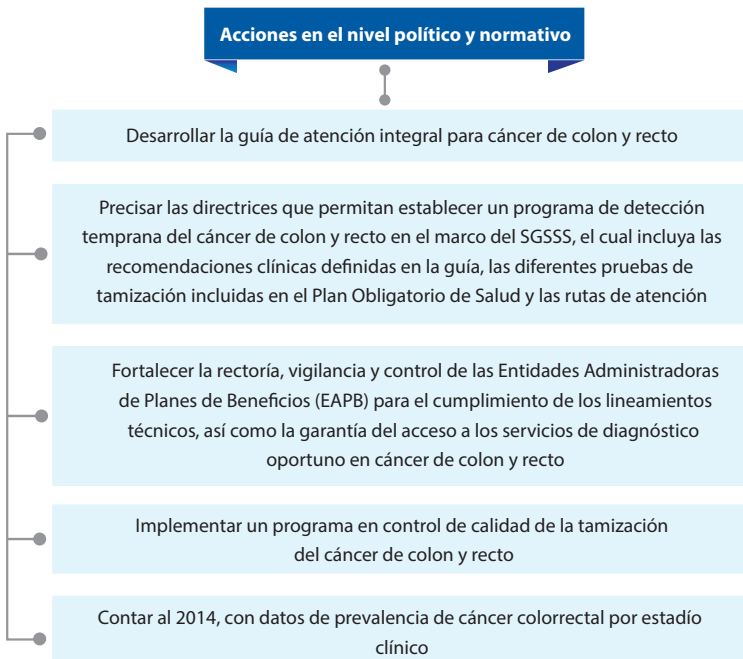 Acciones en el nivel político y normativo
Desarrollar la guía de atención integral para cáncer de colon y recto
Precisar las directrices que permitan establecer un programa de detección
temprana del cáncer de colon y recto en el marco del SGSSS, el cual incluya las
recomendaciones clínicas definidas en la guía, las diferentes pruebas de
tamización incluidas en el Plan Obligatorio de Salud y las rutas de atención
Fortalecer la rectoría, vigilancia y control de las Entidades Administradoras
de Planes de Beneficios (EAPB) para el cumplimiento de los lineamientos
técnicos, así como la garantía del acceso a los servicios de diagnóstico
oportuno en cáncer de colon y recto
Implementar un programa en control de calidad de la tamización
del cáncer de colon y recto
Contar al 2014, con datos de prevalencia de cáncer colorrectal por estadío
clínico